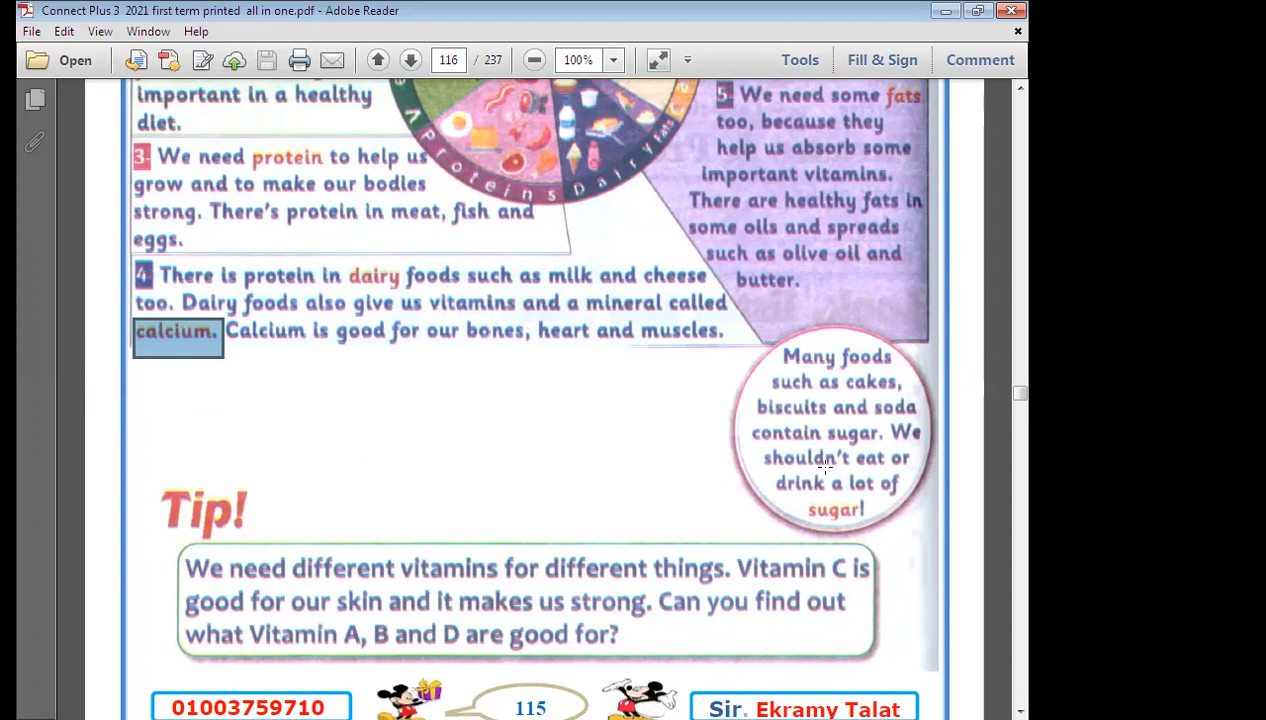 Connect Plus 3 2021 first term printed all in one.pdf - Adobe Reader
File Edit View Window Help
Open 116 / 237 100% Tools Fill & Sign Comment
important in a healthy
diet.
3- We need protein to help us
grow and to make our bodies
strong. There's protein in meat, fish and
eggs.
4 There is protein in dairy foods such as milk and cheese
too. Dairy foods also give us vitamins and a mineral called
calcium. Calcium is good for our bones, heart and muscles.
Proteins
Dairy
Fats
5- We need some fats
too, because they
help us absorb some
important vitamins.
There are healthy fats in
some oils and spreads
such as olive oil and
butter.
Many foods
such as cakes,
biscuits and soda
contain sugar. We
shouldn't eat or
drink a lot of
sugar!
Tip!
We need different vitamins for different things. Vitamin C is
good for our skin and it makes us strong. Can you find out
what Vitamin A, B and D are good for?
01003759710
115
Sir. Ekramy Talat